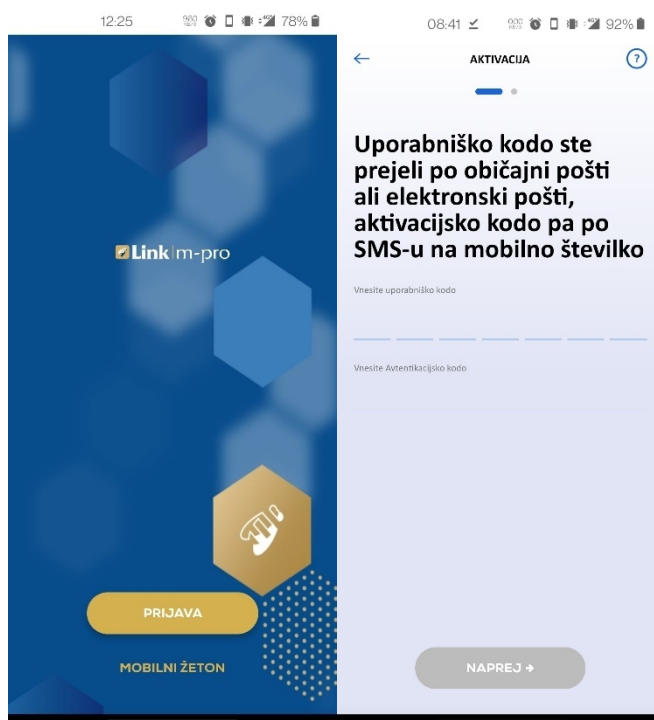 12:25
78%
Link m-pro
PRIJAVA
MOBILNI ŽETON
08:41
92%
AKTIVACIJA
?
Uporabniško kodo ste
prejeli po običajni pošti
ali elektronski pošti,
aktivacijsko kodo pa po
SMS-u na mobilno številko
Vnesite uporabniško kodo
Vnesite Avtentikacijsko kodo
NAPREJ →